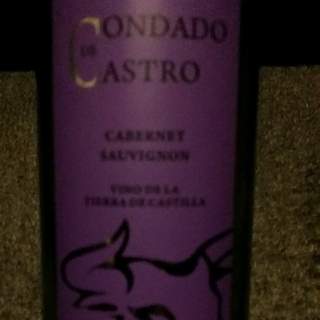 CONDADO
DE
CASTRO
CABERNET
SAUVIGNON
VINO DE LA
TIERRA DE CASTILLA